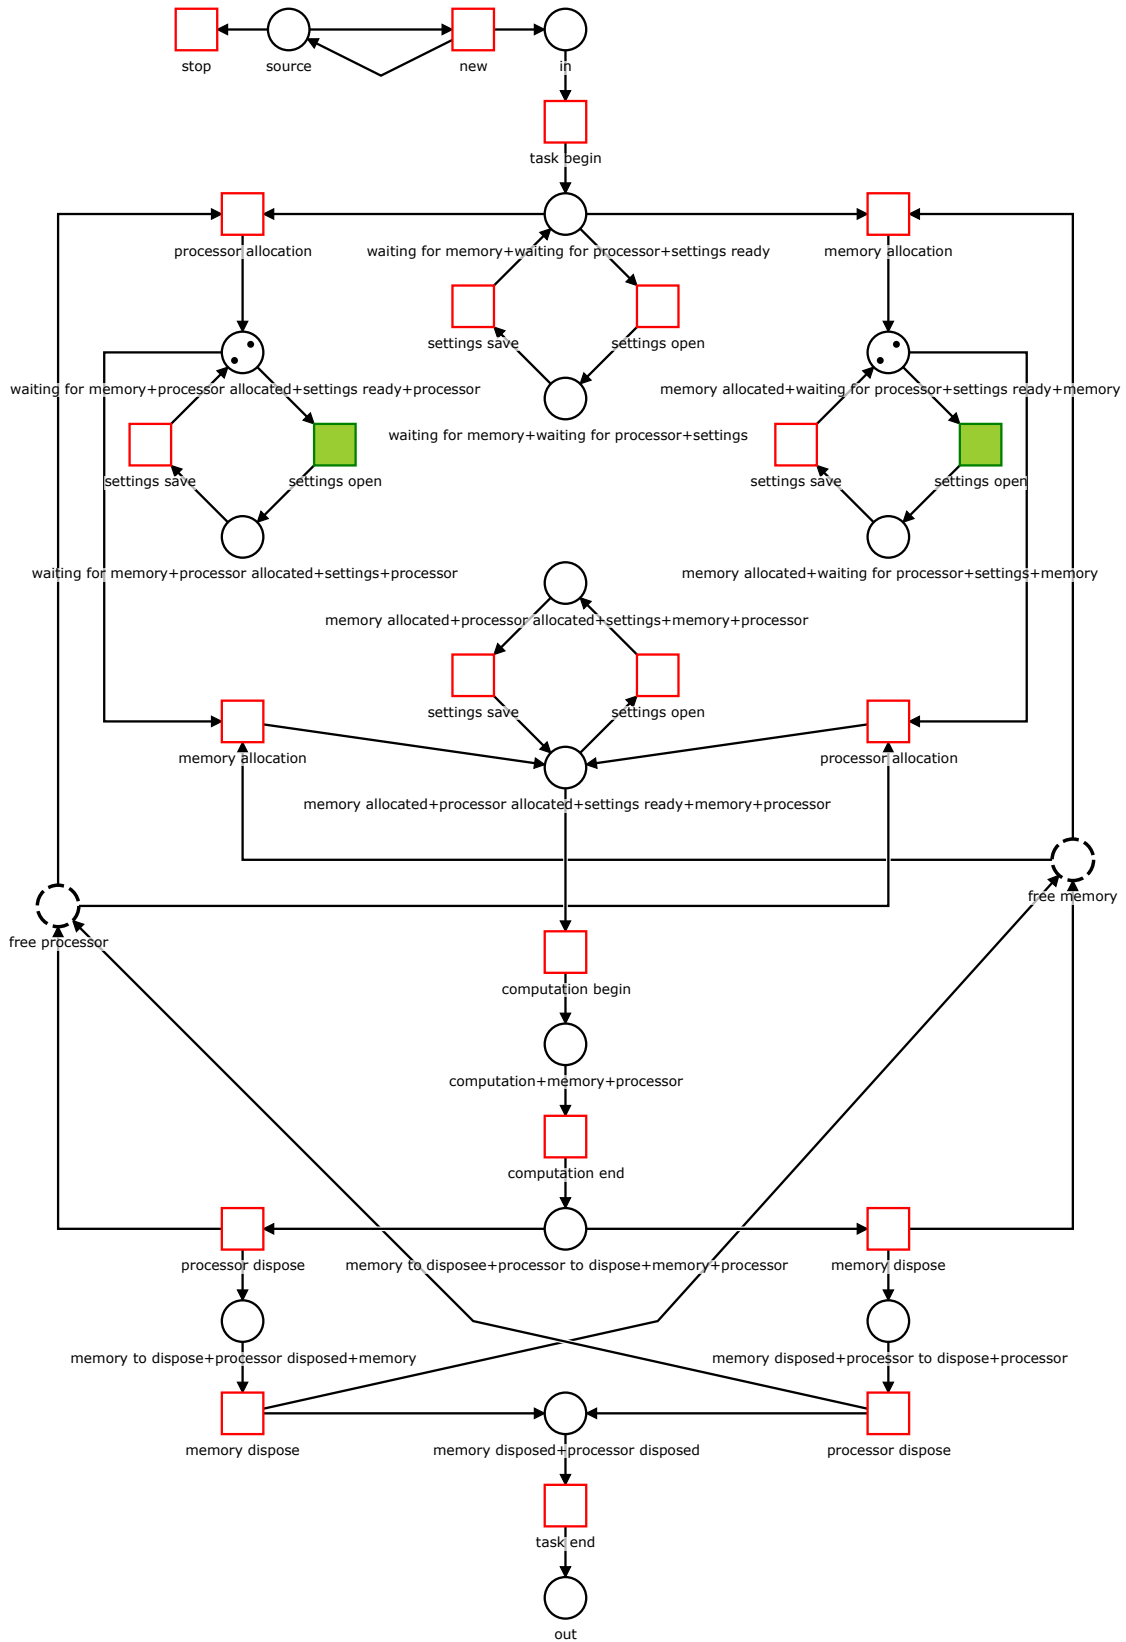 stop
source
new
in
task begin
processor allocation
waiting for memory+waiting for processor+settings ready
memory allocation
settings save
settings open
waiting for memory+processor allocated+settings ready+processor
memory allocated+waiting for processor+settings ready+memory
waiting for memory+waiting for processor+settings
settings save
settings open
settings save
settings open
waiting for memory+processor allocated+settings+processor
memory allocated+waiting for processor+settings+memory
memory allocated+processor allocated+settings+memory+processor
settings save
settings open
memory allocation
processor allocation
memory allocated+processor allocated+settings ready+memory+processor
free memory
free processor
computation begin
computation+memory+processor
computation end
processor dispose
memory to disposee+processor to dispose+memory+processor
memory dispose
memory to dispose+processor disposed+memory
memory disposed+processor to dispose+processor
memory dispose
memory disposed+processor disposed
processor dispose
task end
out